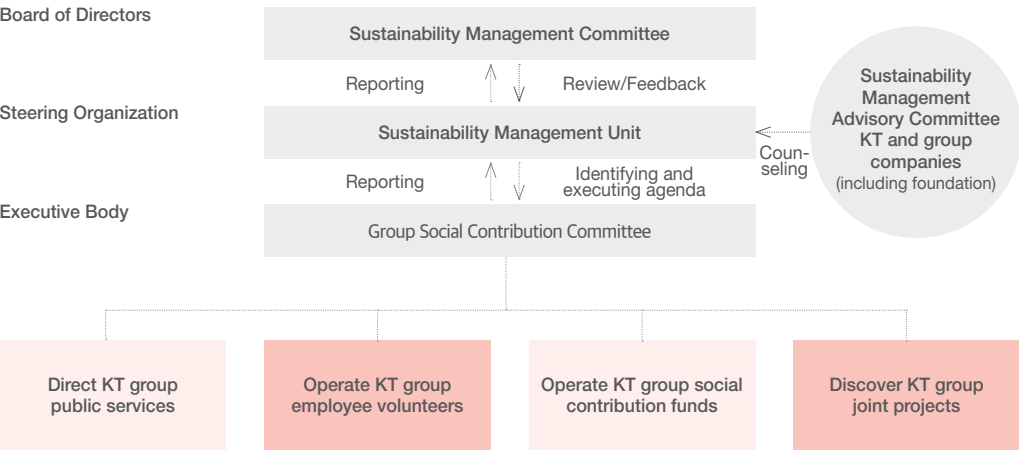 Board of Directors
Sustainability Management Committee
Reporting
Review/Feedback
Sustainability
Management
Advisory Committee
KT and group
companies
(including foundation)
Steering Organization
Sustainability Management Unit
Coun-
seling
Reporting
Identifying and
executing agenda
Executive Body
Group Social Contribution Committee
Direct KT group
public services
Operate KT group
employee volunteers
Operate KT group social
contribution funds
Discover KT group
joint projects